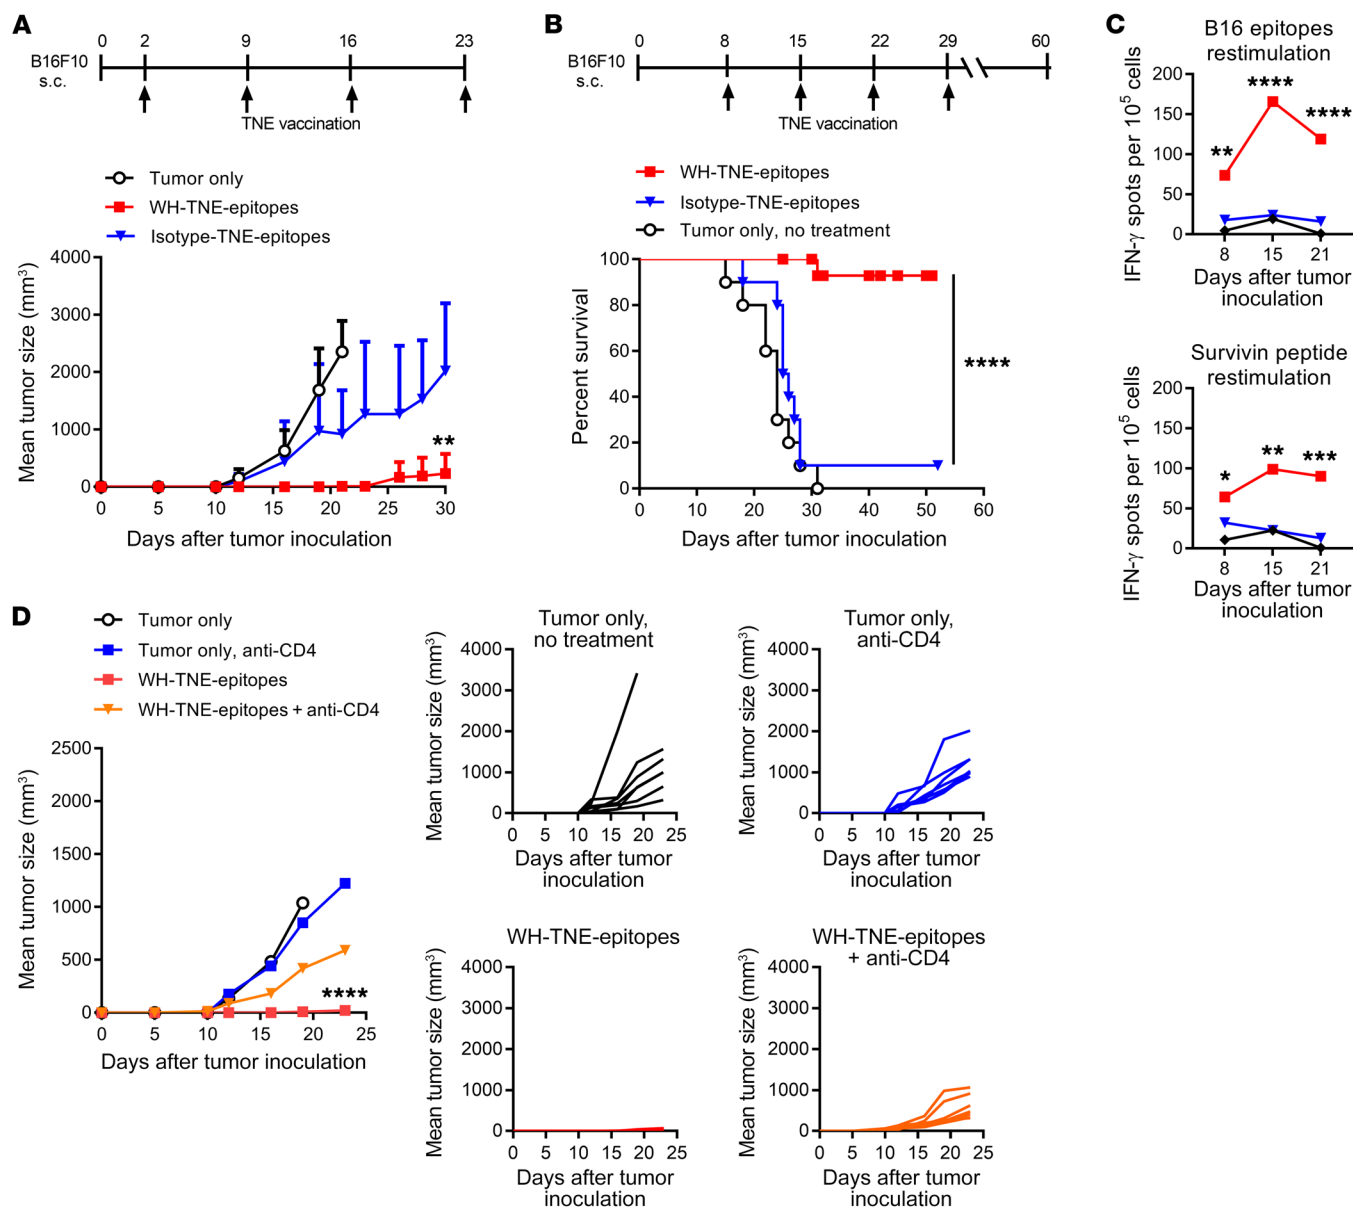 A
0 2 9 16 23
B16F10
s.c.
TNE vaccination
Tumor only
WH-TNE-epitopes
Isotype-TNE-epitopes
Mean tumor size (mm³)
4000
3000
2000
1000
0
**
0 5 10 15 20 25 30
Days after tumor inoculation
B
0 8 15 22 29 60
B16F10
s.c.
TNE vaccination
WH-TNE-epitopes
Isotype-TNE-epitopes
Tumor only, no treatment
Percent survival
100
80
60
40
20
0
****
0 10 20 30 40 50 60
Days after tumor inoculation
C
B16 epitopes
restimulation
IFN-γ spots per 10⁵ cells
200
150
100
50
0
** **** ****
8 15 21
Days after tumor
inoculation
Survivin peptide
restimulation
IFN-γ spots per 10⁵ cells
200
150
100
50
0
* ** ***
8 15 21
Days after tumor
inoculation
D
Tumor only
Tumor only, anti-CD4
WH-TNE-epitopes
WH-TNE-epitopes + anti-CD4
Mean tumor size (mm³)
2500
2000
1500
1000
500
0
****
0 5 10 15 20 25
Days after tumor inoculation
Tumor only,
no treatment
Mean tumor size (mm³)
4000
3000
2000
1000
0
0 5 10 15 20 25
Days after tumor
inoculation
Tumor only,
anti-CD4
Mean tumor size (mm³)
4000
3000
2000
1000
0
0 5 10 15 20 25
Days after tumor
inoculation
WH-TNE-epitopes
Mean tumor size (mm³)
4000
3000
2000
1000
0
0 5 10 15 20 25
Days after tumor
inoculation
WH-TNE-epitopes
+ anti-CD4
Mean tumor size (mm³)
4000
3000
2000
1000
0
0 5 10 15 20 25
Days after tumor
inoculation